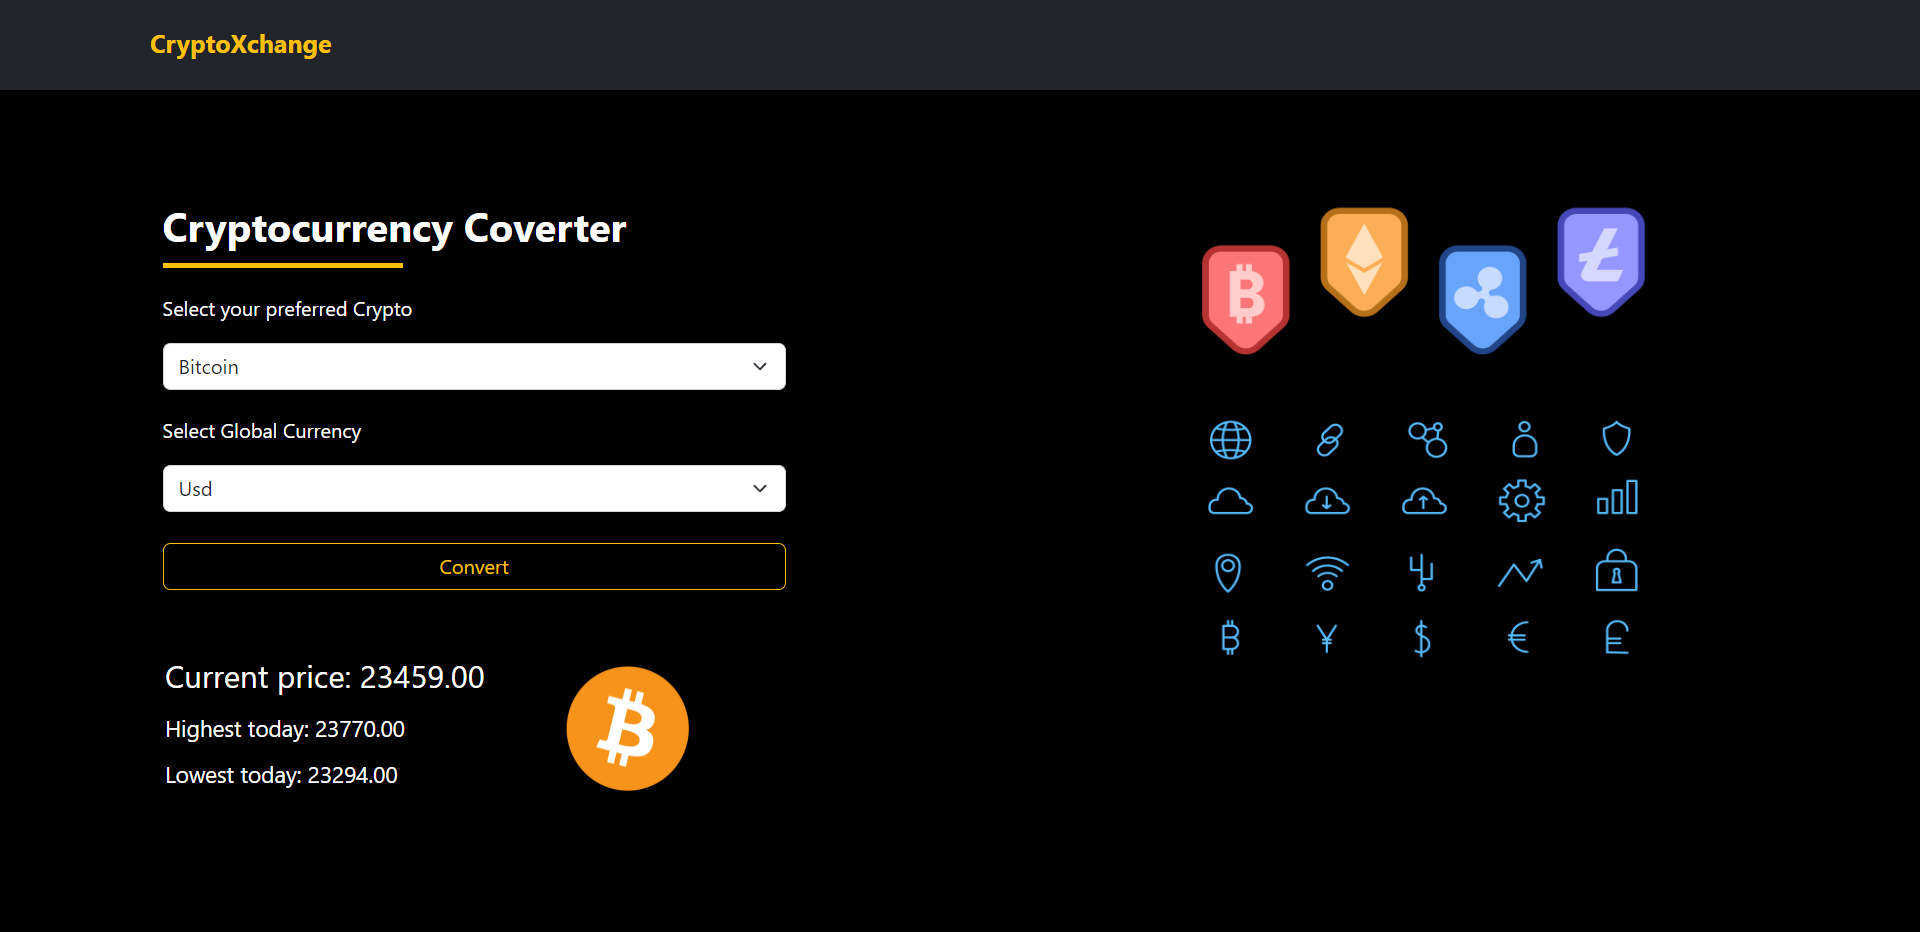 CryptoXchange
Cryptocurrency Coverter
Select your preferred Crypto
Bitcoin
Select Global Currency
Usd
Convert
Current price: 23459.00
Highest today: 23770.00
Lowest today: 23294.00